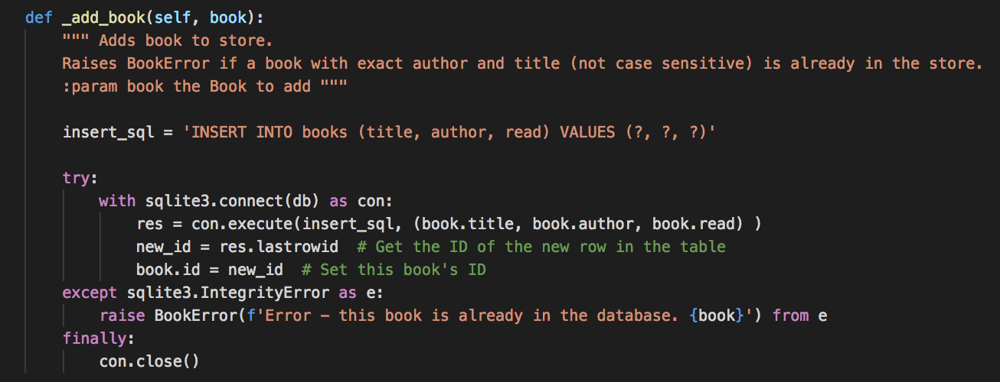 def _add_book(self, book):
    """ Adds book to store.
    Raises BookError if a book with exact author and title (not case sensitive) is already in the store.
    :param book the Book to add """

    insert_sql = 'INSERT INTO books (title, author, read) VALUES (?, ?, ?)'

    try:
        with sqlite3.connect(db) as con:
            res = con.execute(insert_sql, (book.title, book.author, book.read) )
            new_id = res.lastrowid  # Get the ID of the new row in the table
            book.id = new_id  # Set this book's ID
    except sqlite3.IntegrityError as e:
        raise BookError(f'Error - this book is already in the database. {book}') from e
    finally:
        con.close()